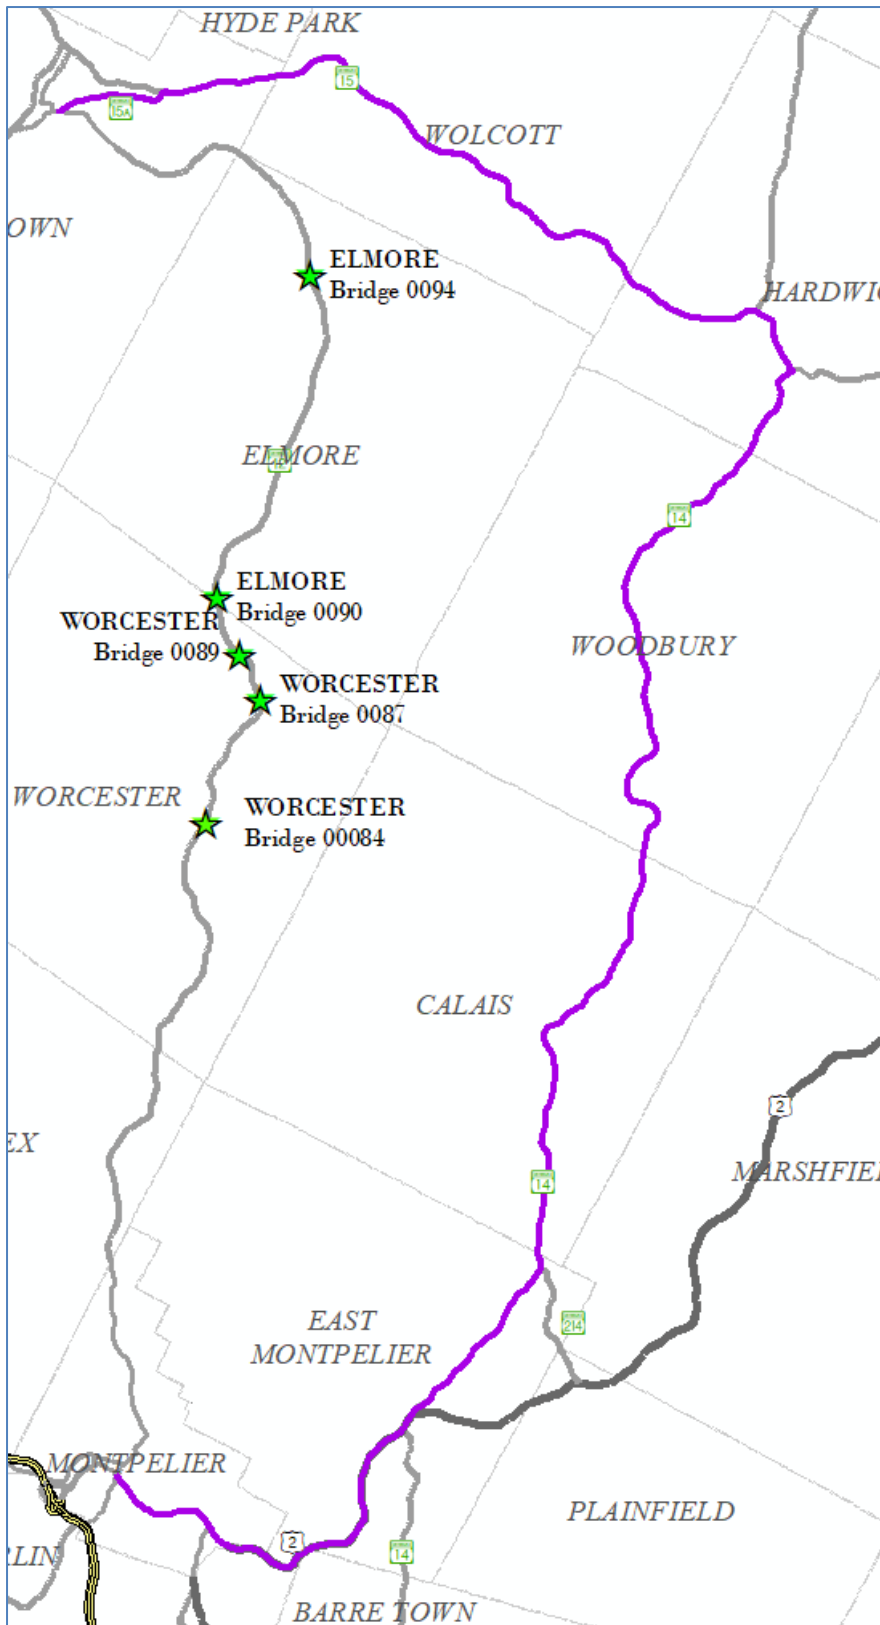 HYDE PARK
15
15A
WOLCOTT
OWN
ELMORE
Bridge 0094
HARDWIC
ELMORE
14
ELMORE
Bridge 0090
WORCESTER
Bridge 0089
WOODBURY
WORCESTER
Bridge 0087
WORCESTER
WORCESTER
Bridge 00084
CALAIS
2
EX
MARSHFIE
14
214
EAST
MONTPELIER
MONTPELIER
PLAINFIELD
2
14
RLIN
BARRE TOWN